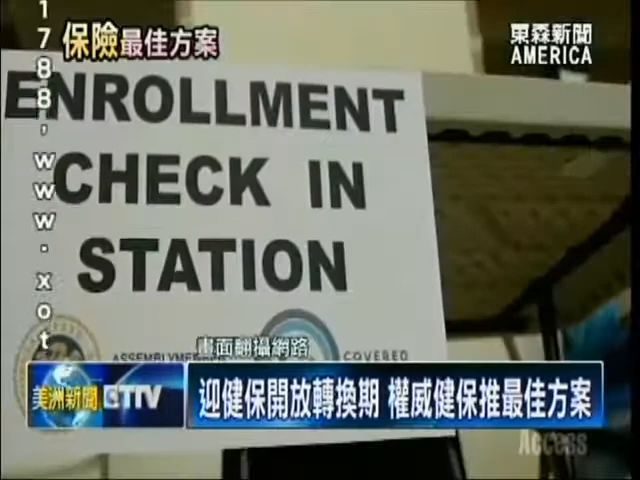 1788,www.xot
保險最佳方案
東森新聞
AMERICA
ENROLLMENT
CHECK IN
STATION
畫面翻攝網路
COVERED
美洲新聞
ETTV
迎健保開放轉換期 權威健保推最佳方案
Access